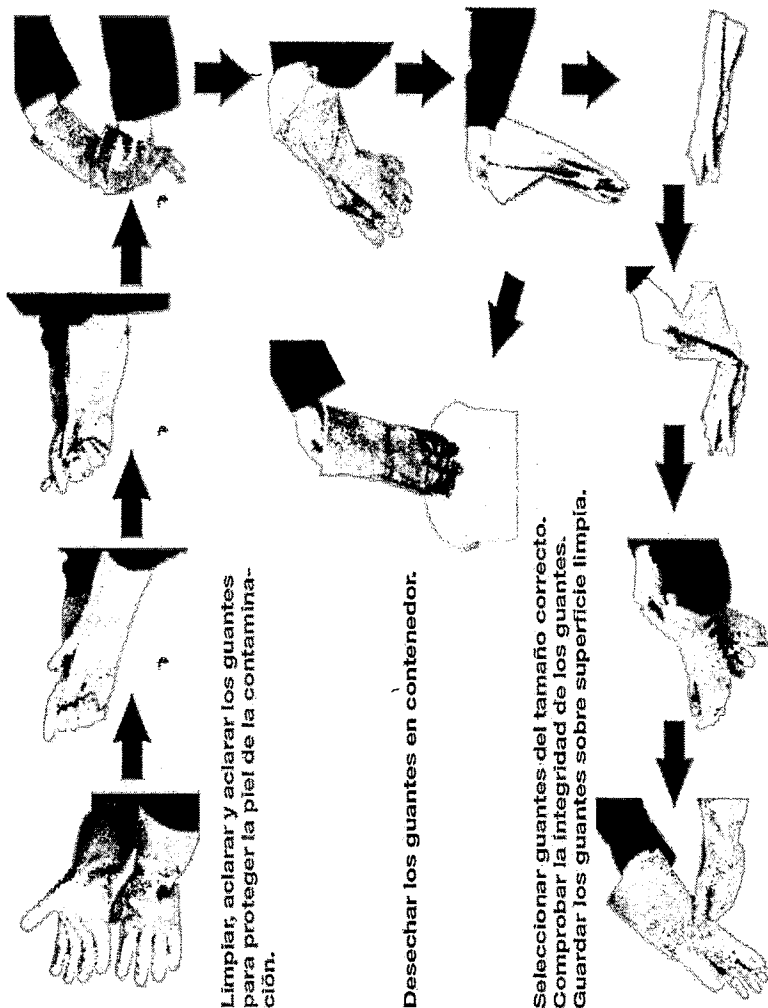 Limpiar, aclarar y aclarar los guantes
para proteger la piel de la contamina-
ción.
Desechar los guantes en contenedor.
Seleccionar guantes del tamaño correcto.
Comprobar la integridad de los guantes.
Guardar los guantes sobre superficie limpia.